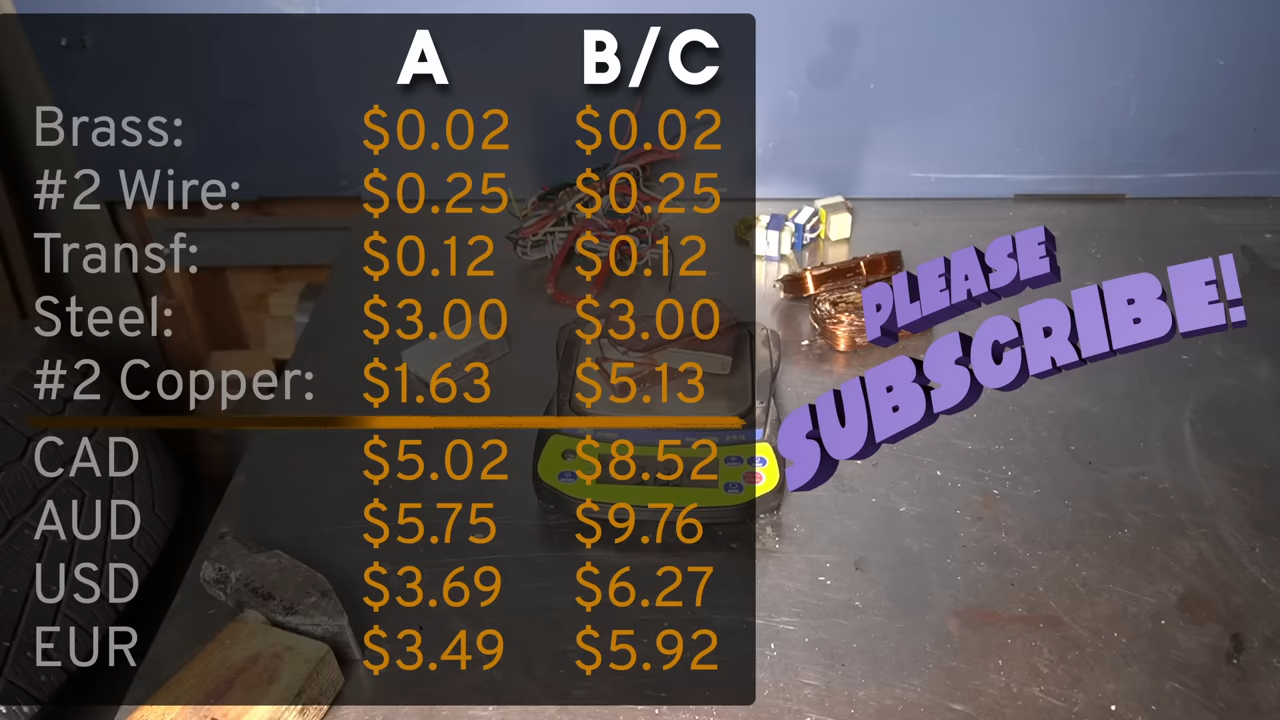 A B/C
Brass: $0.02 $0.02
#2 Wire: $0.25 $0.25
Transf: $0.12 $0.12
Steel: $3.00 $3.00
#2 Copper: $1.63 $5.13
CAD $5.02 $8.52
AUD $5.75 $9.76
USD $3.69 $6.27
EUR $3.49 $5.92
PLEASE
SUBSCRIBE!